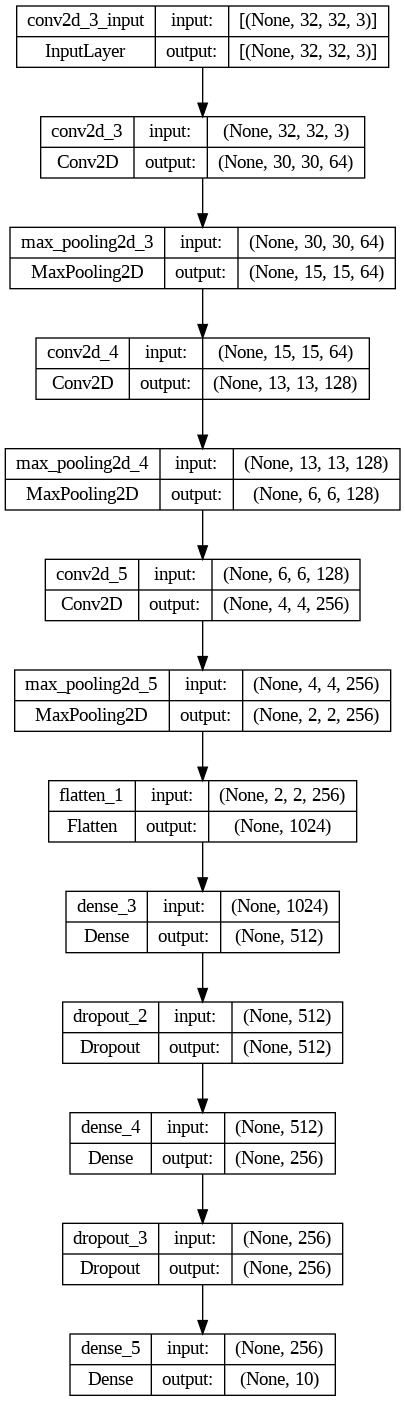 conv2d_3_input input: [(None, 32, 32, 3)]
InputLayer output: [(None, 32, 32, 3)]
conv2d_3 input: (None, 32, 32, 3)
Conv2D output: (None, 30, 30, 64)
max_pooling2d_3 input: (None, 30, 30, 64)
MaxPooling2D output: (None, 15, 15, 64)
conv2d_4 input: (None, 15, 15, 64)
Conv2D output: (None, 13, 13, 128)
max_pooling2d_4 input: (None, 13, 13, 128)
MaxPooling2D output: (None, 6, 6, 128)
conv2d_5 input: (None, 6, 6, 128)
Conv2D output: (None, 4, 4, 256)
max_pooling2d_5 input: (None, 4, 4, 256)
MaxPooling2D output: (None, 2, 2, 256)
flatten_1 input: (None, 2, 2, 256)
Flatten output: (None, 1024)
dense_3 input: (None, 1024)
Dense output: (None, 512)
dropout_2 input: (None, 512)
Dropout output: (None, 512)
dense_4 input: (None, 512)
Dense output: (None, 256)
dropout_3 input: (None, 256)
Dropout output: (None, 256)
dense_5 input: (None, 256)
Dense output: (None, 10)